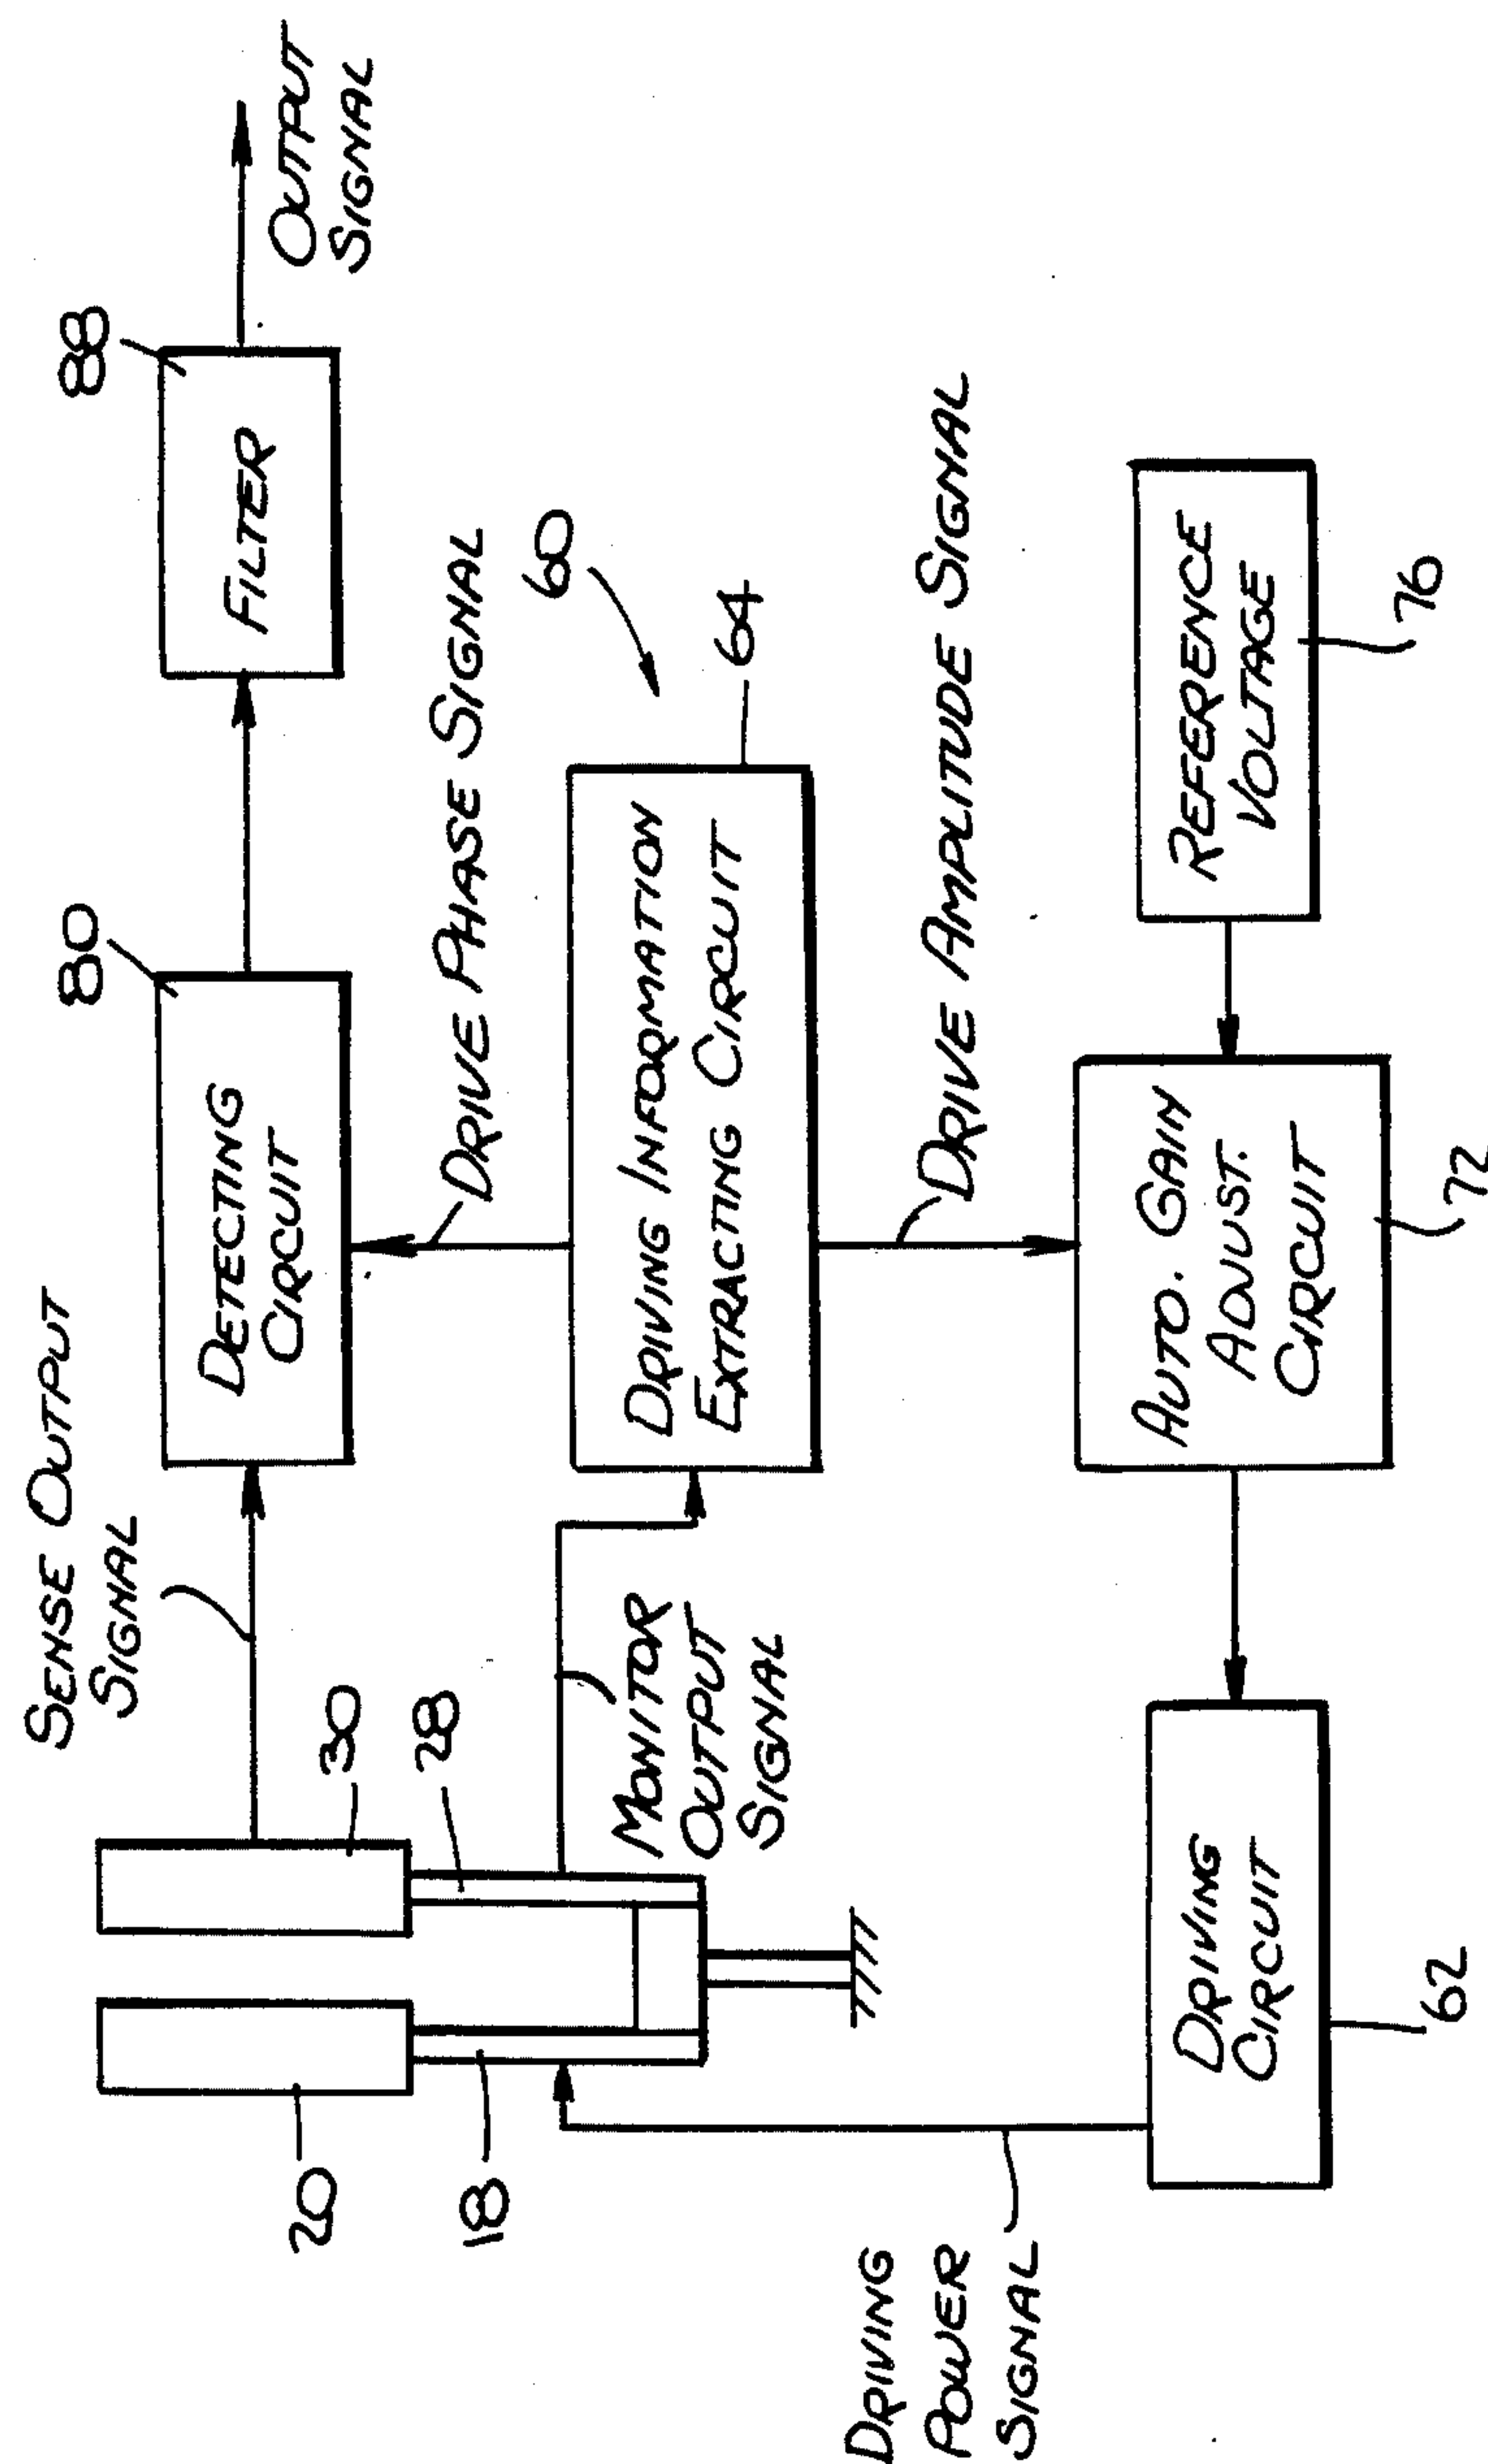 SENSE OUTPUT
SIGNAL
80
88
DETECTING
CIRCUIT
FILTER
OUTPUT
SIGNAL
20
30
28
18
MONITOR
OUTPUT
SIGNAL
DRIVE PHASE SIGNAL
60
DRIVING INFORMATION
EXTRACTING CIRCUIT
64
DRIVING
POWER
SIGNAL
DRIVE AMPLITUDE SIGNAL
DRIVING
CIRCUIT
62
AUTO. GAIN
ADJUST.
CIRCUIT
72
REFERENCE
VOLTAGE
76